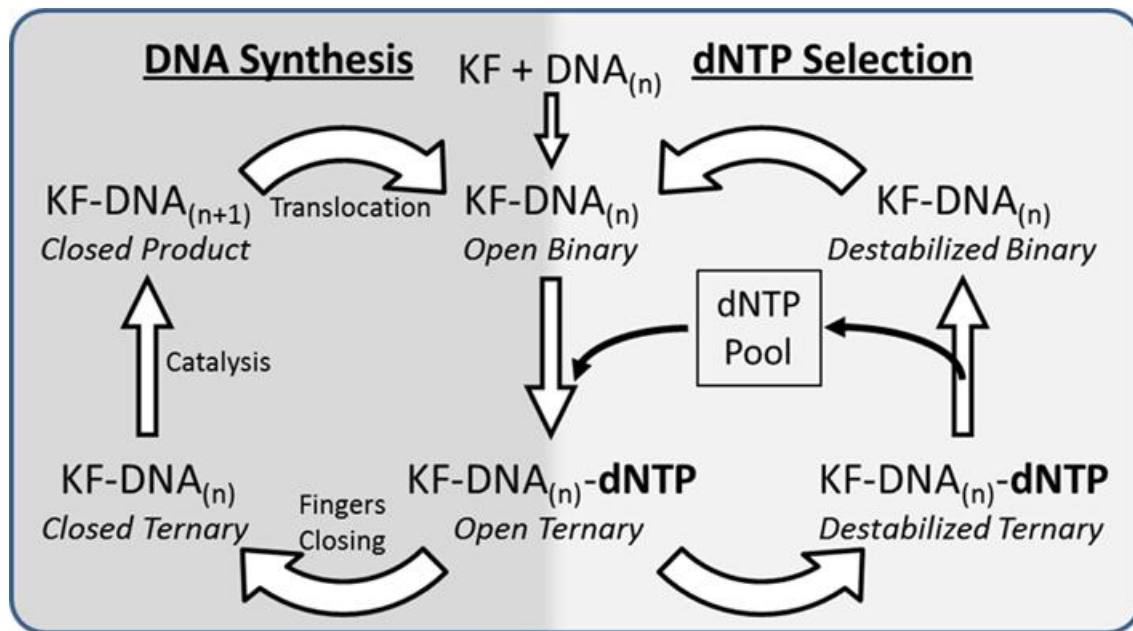 DNA Synthesis
KF + DNA(n)
dNTP Selection
KF-DNA(n+1)
Closed Product
Translocation
KF-DNA(n)
Open Binary
KF-DNA(n)
Destabilized Binary
dNTP
Pool
Catalysis
KF-DNA(n)
Closed Ternary
Fingers
Closing
KF-DNA(n)-dNTP
Open Ternary
KF-DNA(n)-dNTP
Destabilized Ternary